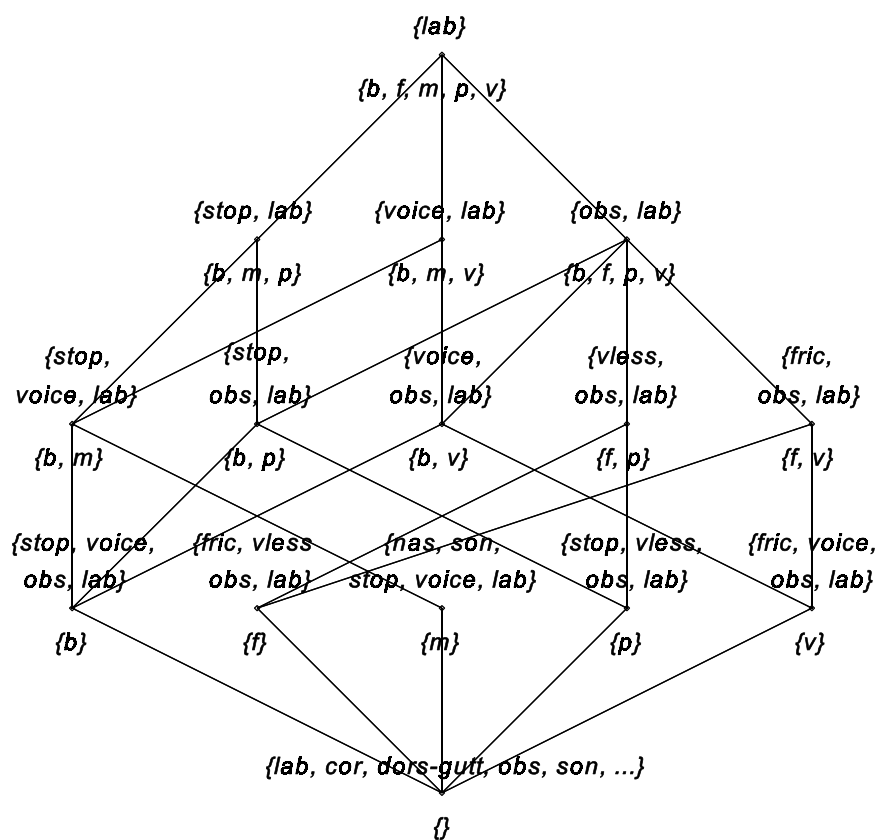 {lab}
{b, f, m, p, v}
{stop, lab} {voice, lab} {obs, lab}
{b, m, p} {b, m, v} {b, f, p, v}
{stop, {stop, {voice, {vless, {fric,
voice, lab} obs, lab} obs, lab} obs, lab} obs, lab}
{b, m} {b, p} {b, v} {f, p} {f, v}
{stop, voice, {fric, vless {nas, son, {stop, vless, {fric, voice,
obs, lab} obs, lab} stop, voice, lab} obs, lab} obs, lab}
{b} {f} {m} {p} {v}
{lab, cor, dors-gutt, obs, son, ...}
{}